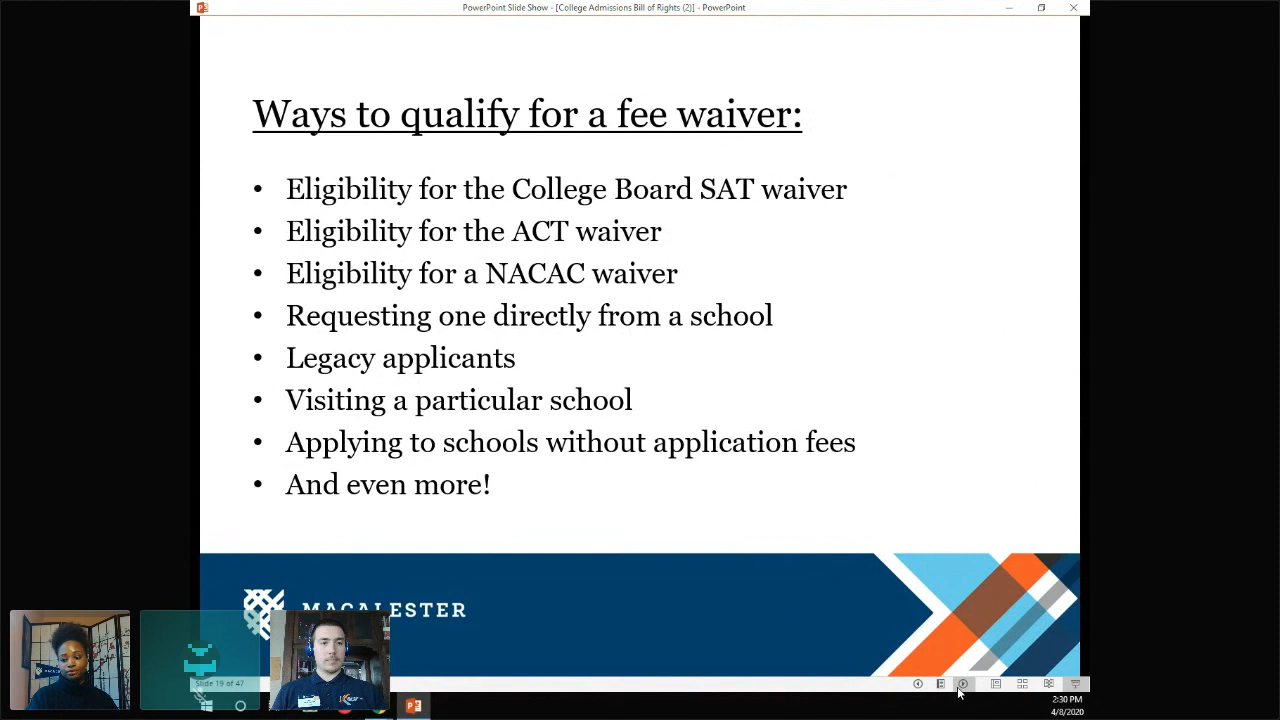 PowerPoint Slide Show - [College Admissions Bill of Rights (2)] - PowerPoint
Ways to qualify for a fee waiver:
• Eligibility for the College Board SAT waiver
• Eligibility for the ACT waiver
• Eligibility for a NACAC waiver
• Requesting one directly from a school
• Legacy applicants
• Visiting a particular school
• Applying to schools without application fees
• And even more!
MACALESTER
Slide 19 of 47
2:30 PM
4/8/2020